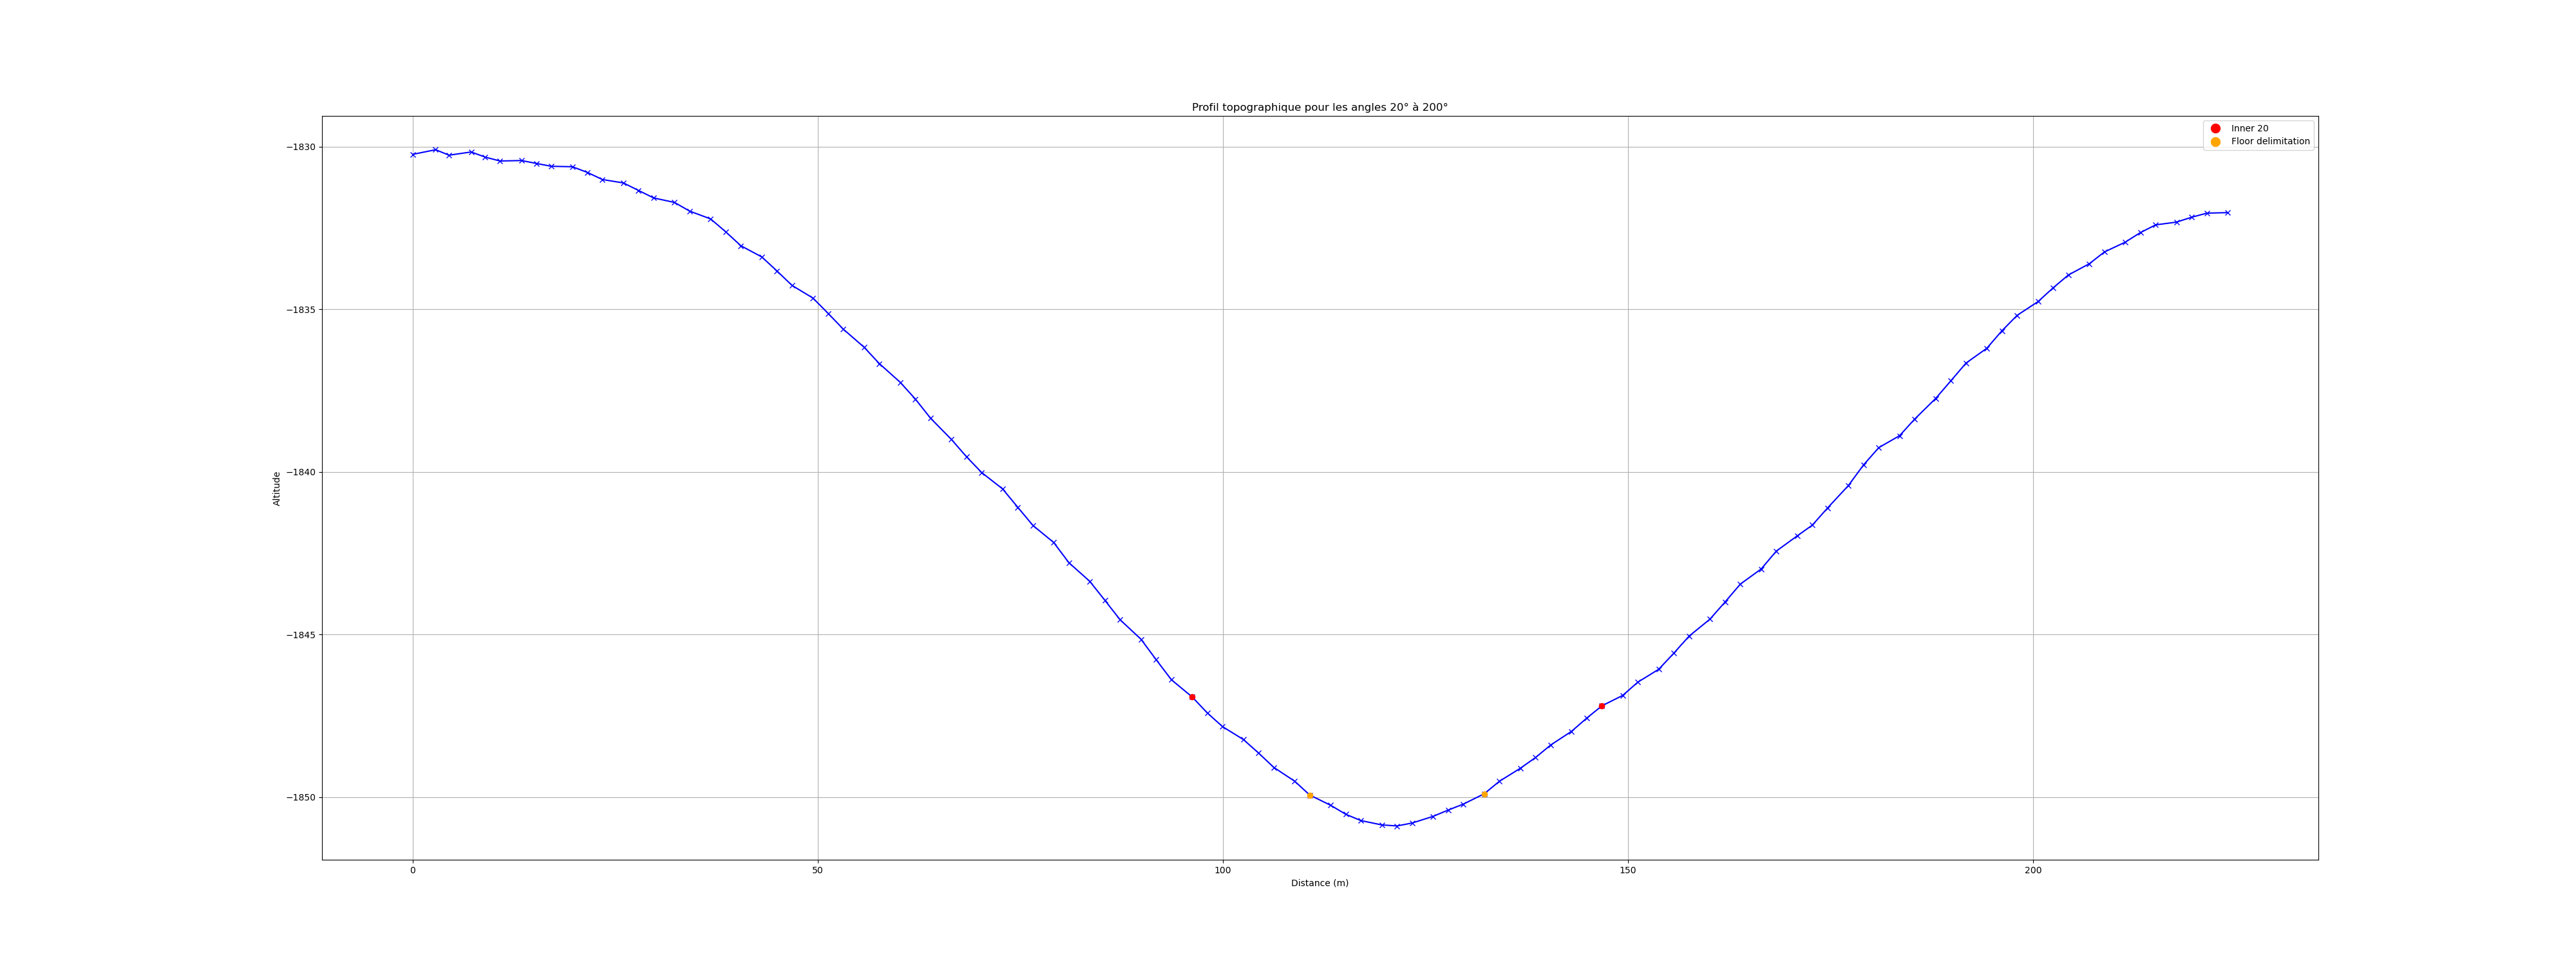 Profil topographique pour les angles 20° à 200°
Inner 20
Floor delimitation
−1830
−1835
−1840
−1845
−1850
Altitude
0 50 100 150 200
Distance (m)